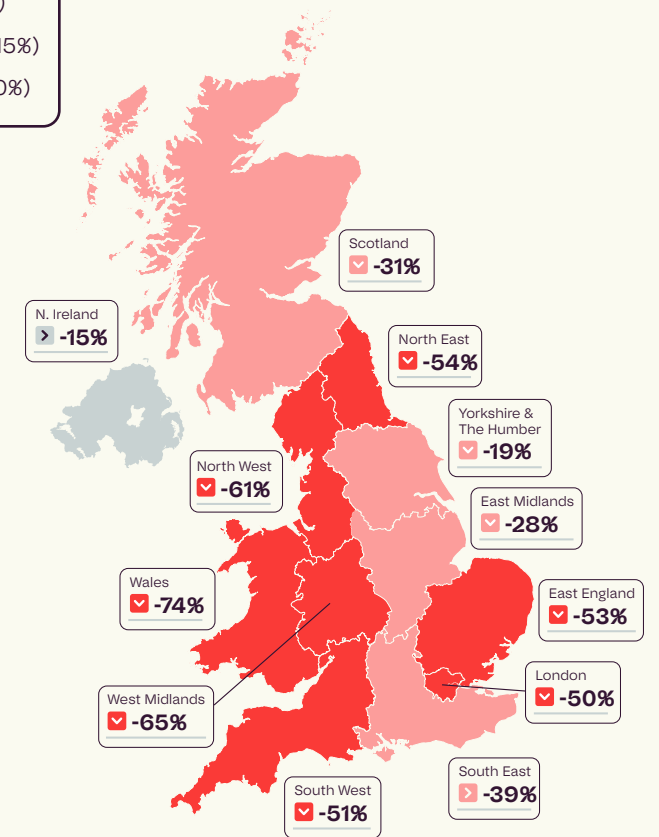 )
15%)
0%)
Scotland
-31%
N. Ireland
-15%
North East
-54%
Yorkshire &
The Humber
-19%
North West
-61%
East Midlands
-28%
Wales
-74%
East England
-53%
London
-50%
West Midlands
-65%
South East
-39%
South West
-51%